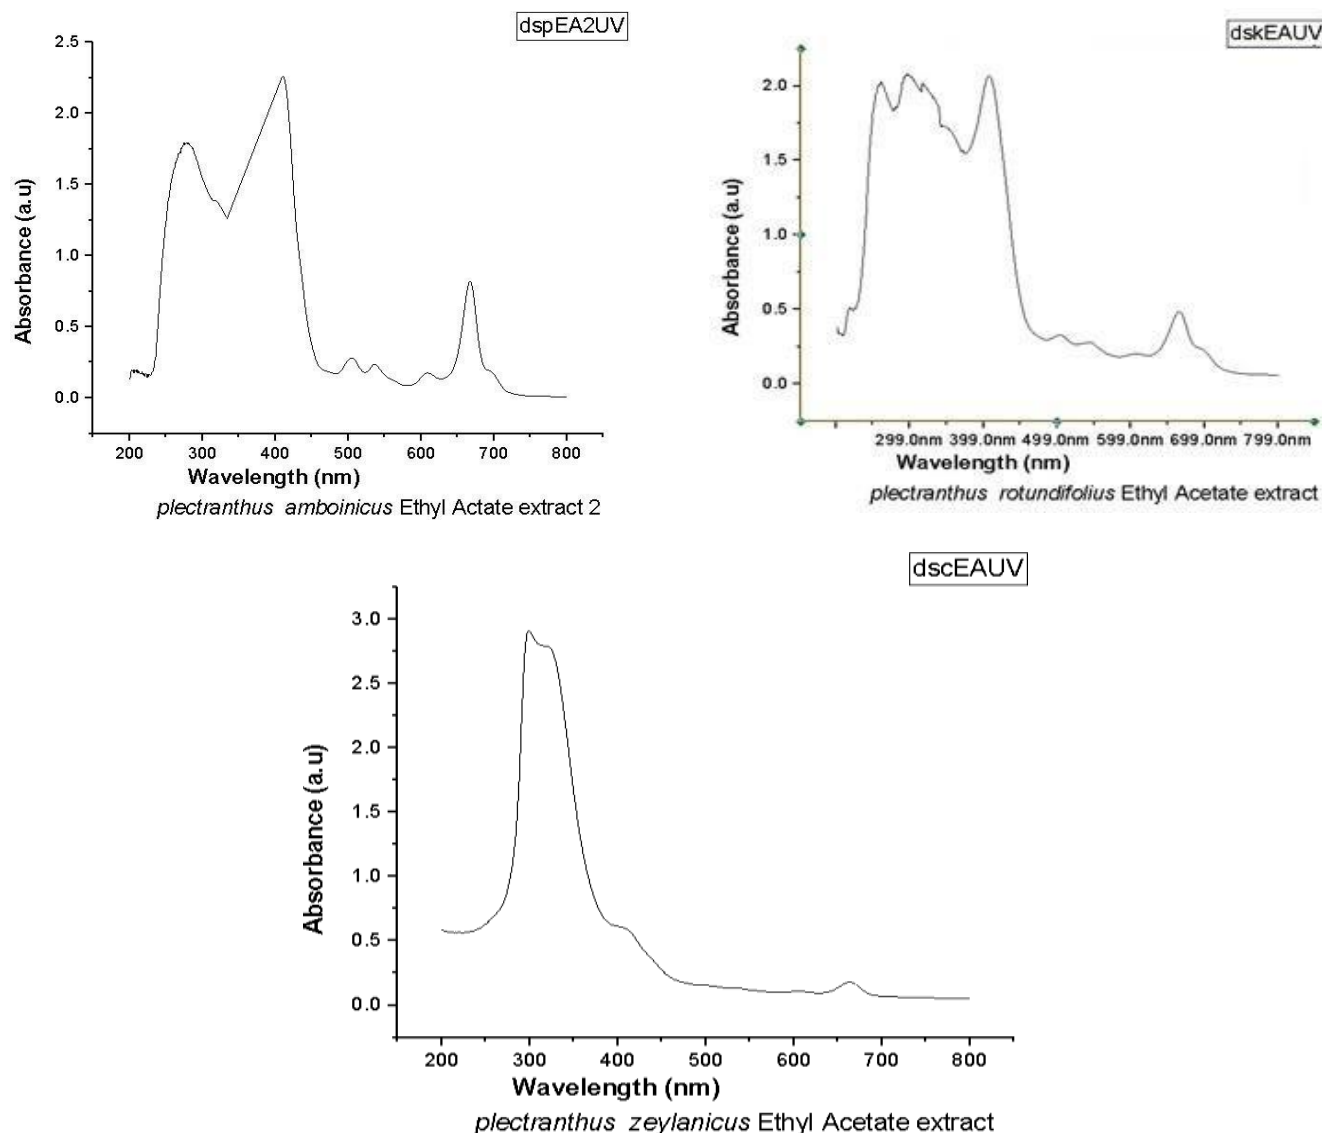 dspEA2UV
2.5
2.0
1.5
1.0
0.5
0.0
Absorbance (a.u)
200 300 400 500 600 700 800
Wavelength (nm)
plectranthus amboinicus Ethyl Actate extract 2
dskEAUV
2.0
1.5
1.0
0.5
0.0
Absorbance (a.u)
299.0nm 399.0nm 499.0nm 599.0nm 699.0nm 799.0nm
Wavelength (nm)
plectranthus rotundifolius Ethyl Acetate extract
dscEAUV
3.0
2.5
2.0
1.5
1.0
0.5
0.0
Absorbance (a.u)
200 300 400 500 600 700 800
Wavelength (nm)
plectranthus zeylanicus Ethyl Acetate extract